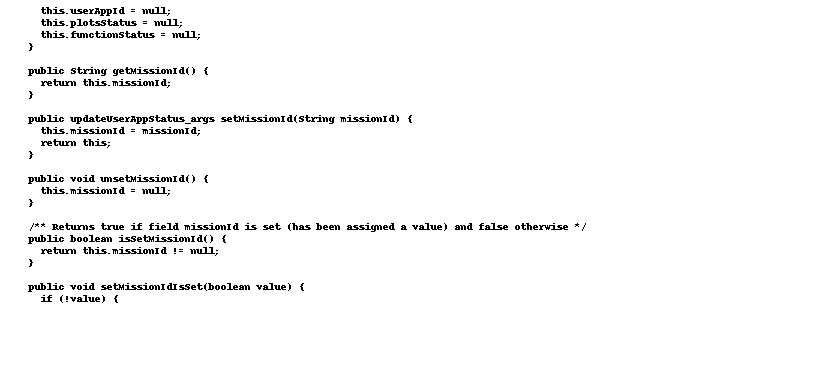 this.userAppId = null;
this.plotsStatus = null;
this.functionStatus = null;
}
public String getMissionId() {
return this.missionId;
}
public updateUserAppStatus_args setMissionId(String missionId) {
this.missionId = missionId;
return this;
}
public void unsetMissionId() {
this.missionId = null;
}
/** Returns true if field missionId is set (has been assigned a value) and false otherwise */
public boolean isSetMissionId() {
return this.missionId != null;
}
public void setMissionIdIsSet(boolean value) {
if (!value) {